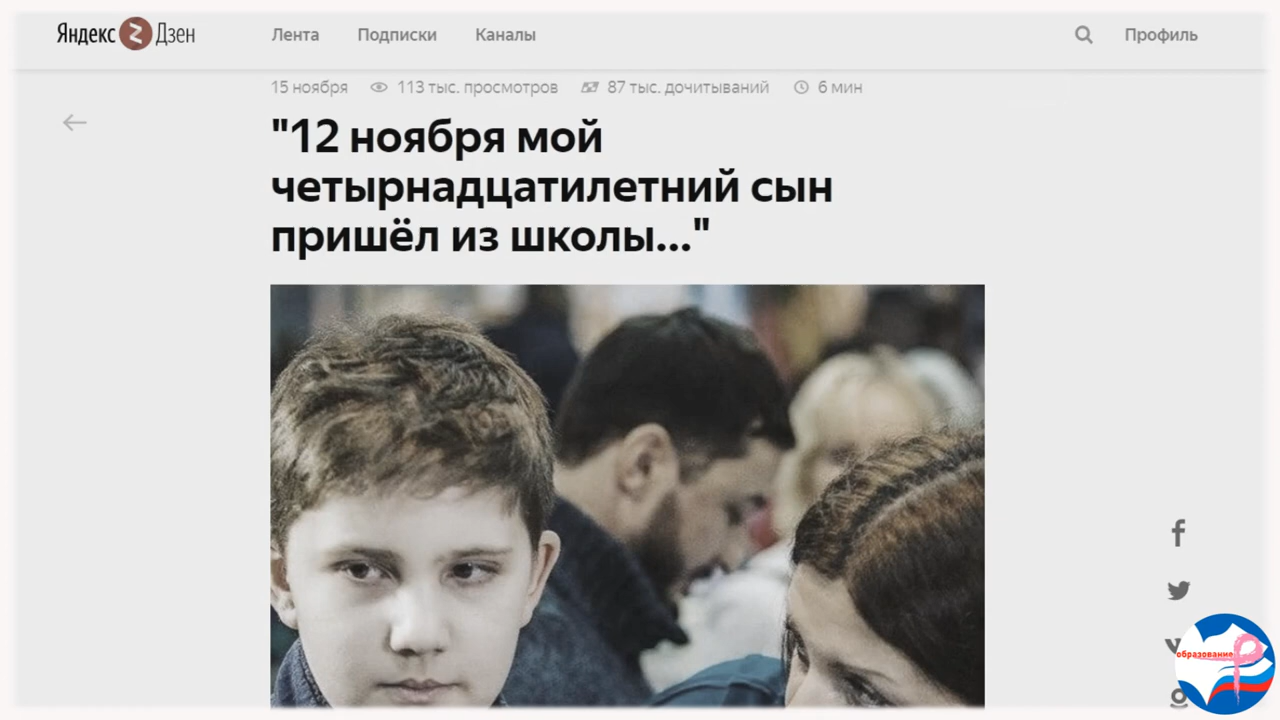 Яндекс Дзен
Лента
Подписки
Каналы
Профиль
15 ноября
113 тыс. просмотров
87 тыс. дочитываний
6 мин
"12 ноября мой
четырнадцатилетний сын
пришёл из школы..."
образование